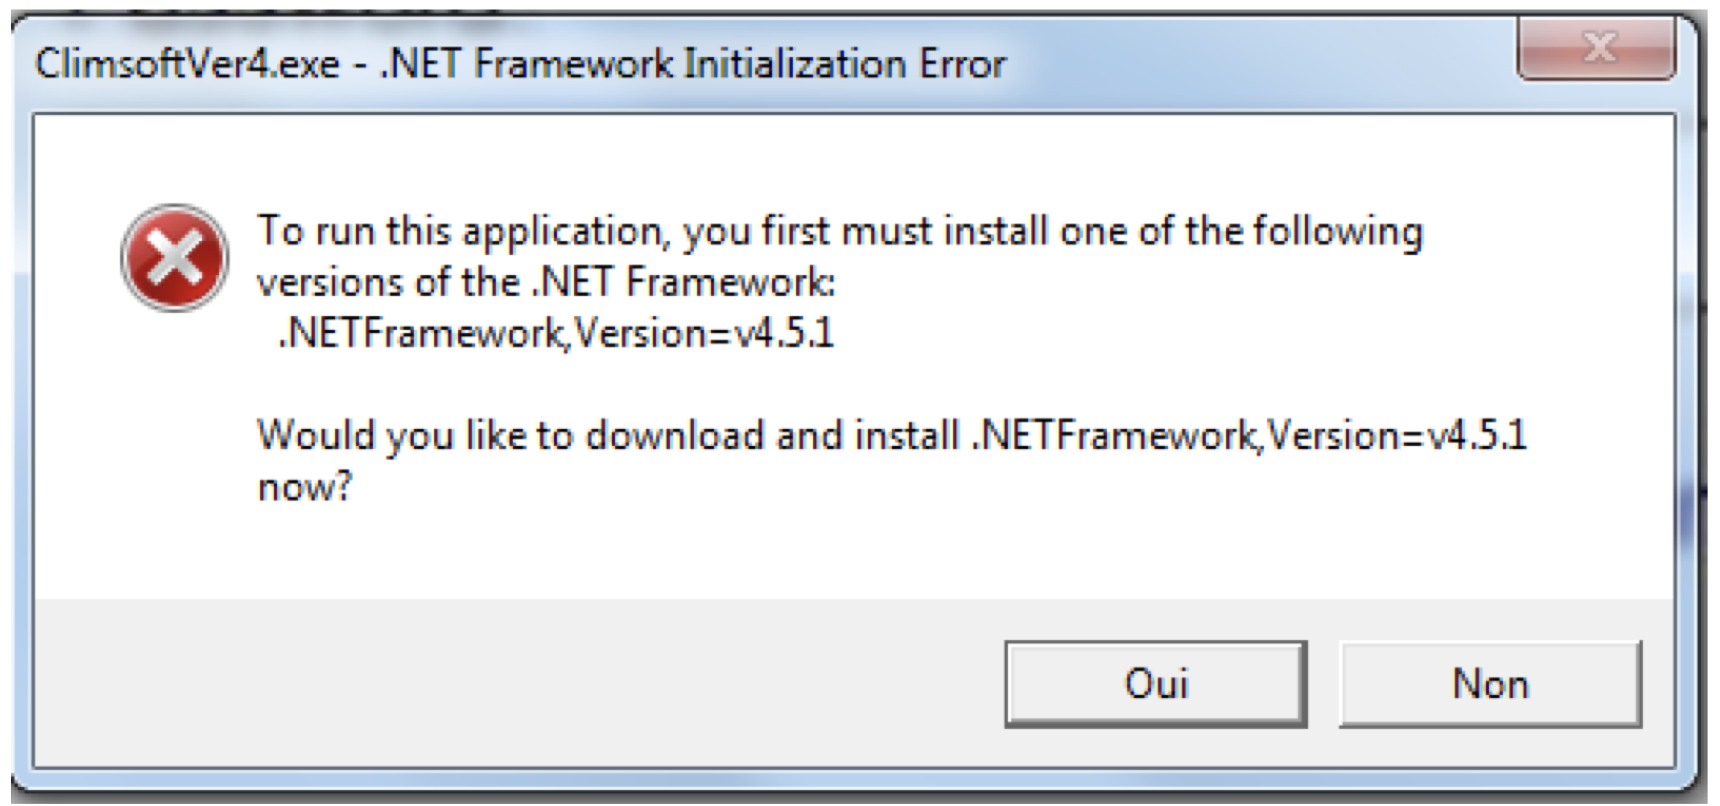 ClimsoftVer4.exe - .NET Framework Initialization Error
To run this application, you first must install one of the following
versions of the .NET Framework:
.NETFramework,Version=v4.5.1
Would you like to download and install .NETFramework,Version=v4.5.1
now?
Oui
Non